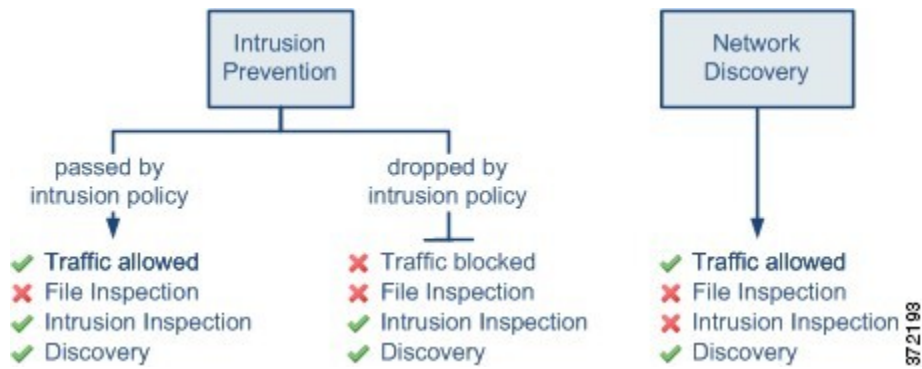 Intrusion
Prevention
Network
Discovery
passed by
intrusion policy
dropped by
intrusion policy
Traffic allowed
File Inspection
Intrusion Inspection
Discovery
Traffic blocked
File Inspection
Intrusion Inspection
Discovery
Traffic allowed
File Inspection
Intrusion Inspection
Discovery
372193